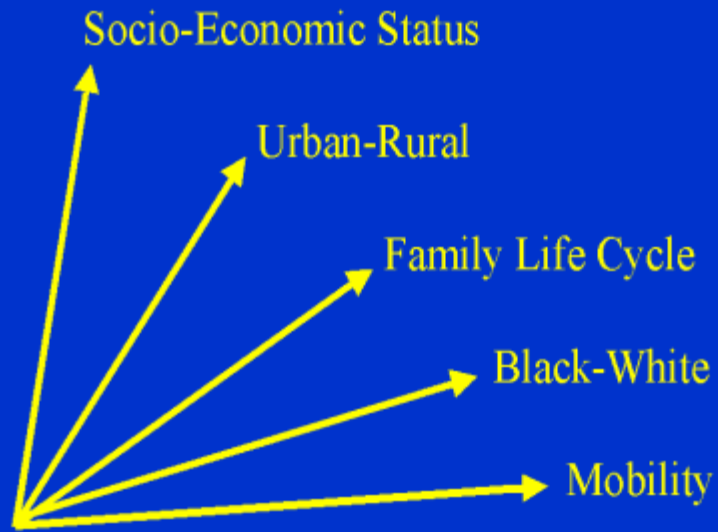 Socio-Economic Status
Urban-Rural
Family Life Cycle
Black-White
Mobility